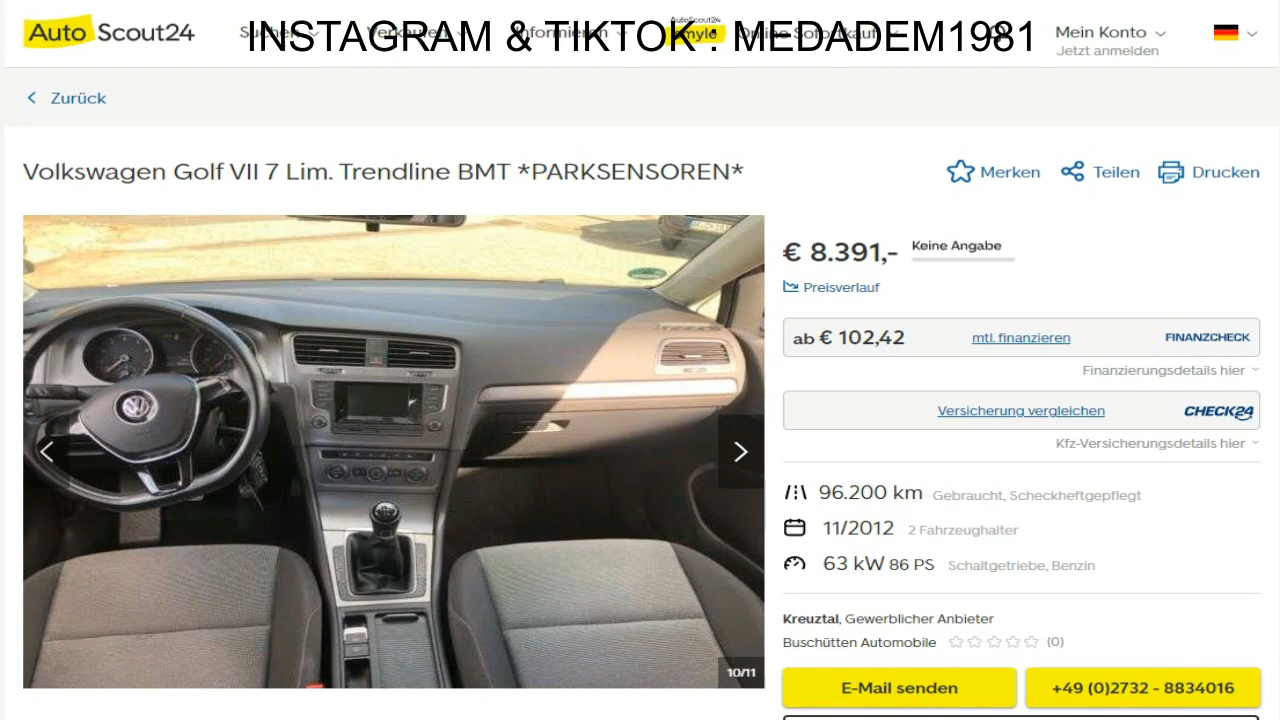 Auto Scout24
INSTAGRAM & TIKTOK : MEDADEM1981
Mein Konto
Jetzt anmelden
Zurück
Volkswagen Golf VII 7 Lim. Trendline BMT *PARKSENSOREN*
Merken
Teilen
Drucken
€ 8.391,-
Keine Angabe
Preisverlauf
ab € 102,42
mtl. finanzieren
FINANZCHECK
Finanzierungsdetails hier
Versicherung vergleichen
CHECK24
Kfz-Versicherungsdetails hier
96.200 km Gebraucht, Scheckheftgepflegt
11/2012 2 Fahrzeughalter
63 kW 86 PS Schaltgetriebe, Benzin
Kreuztal, Gewerblicher Anbieter
Buschütten Automobile (0)
10/11
E-Mail senden
+49 (0)2732 - 8834016